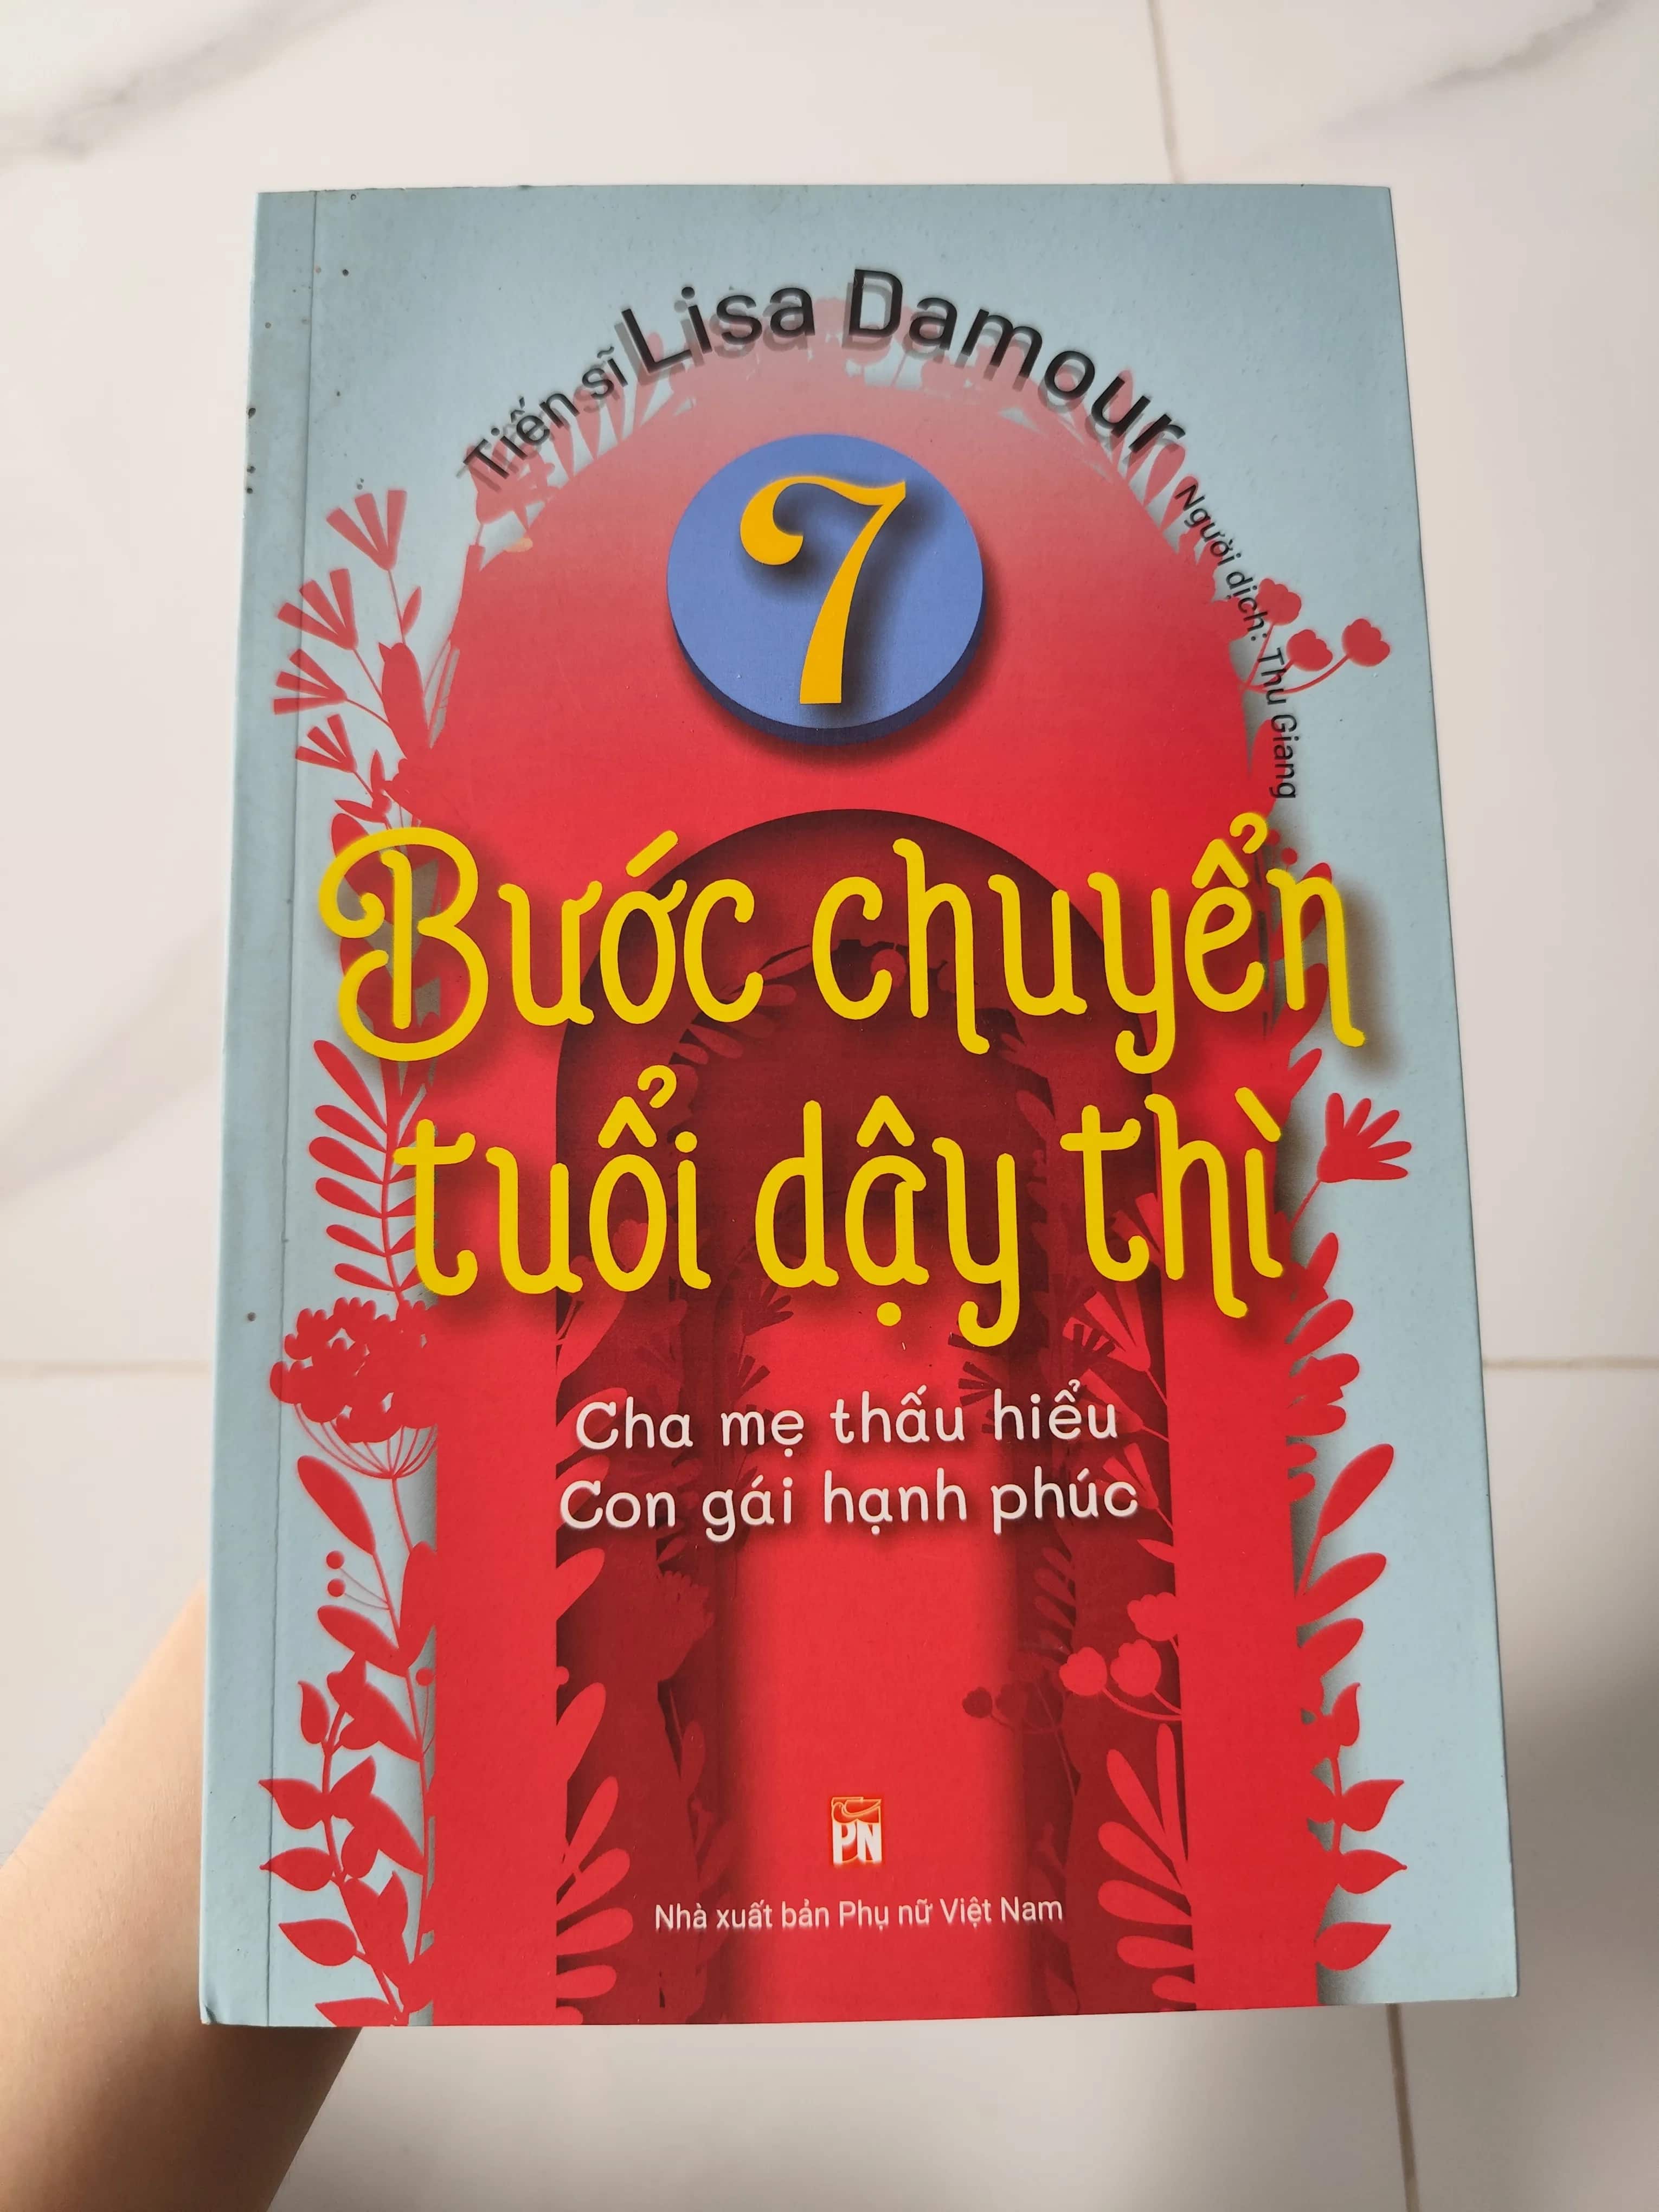 Tiến sĩ Lisa Damour
Người dịch: Thu Giang
7
Bước chuyển
tuổi dậy thì
Cha mẹ thấu hiểu
Con gái hạnh phúc
PN
Nhà xuất bản Phụ nữ Việt Nam